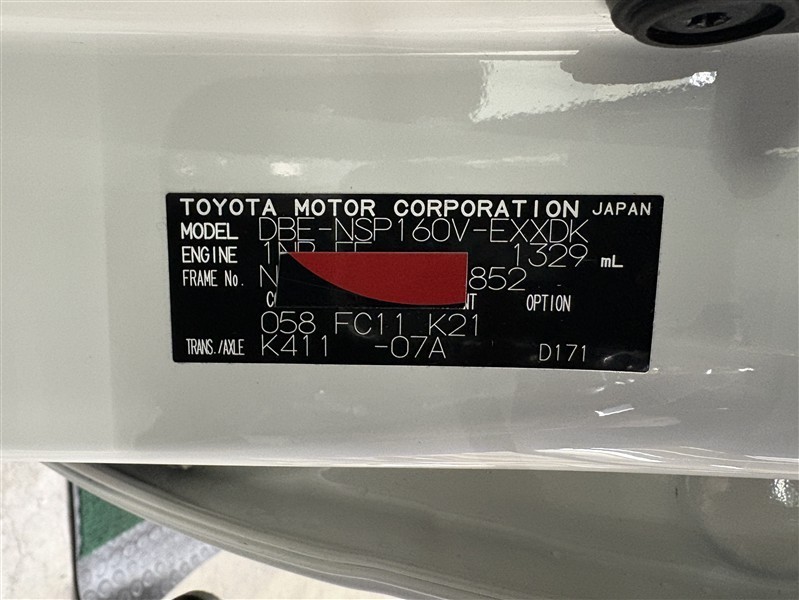 TOYOTA MOTOR CORPORATION JAPAN
MODEL DBE-NSP160V-EXXDK
ENGINE 1329 mL
FRAME No. N 852
OPTION
058 FC11 K21
TRANS./AXLE K411 -07A D171